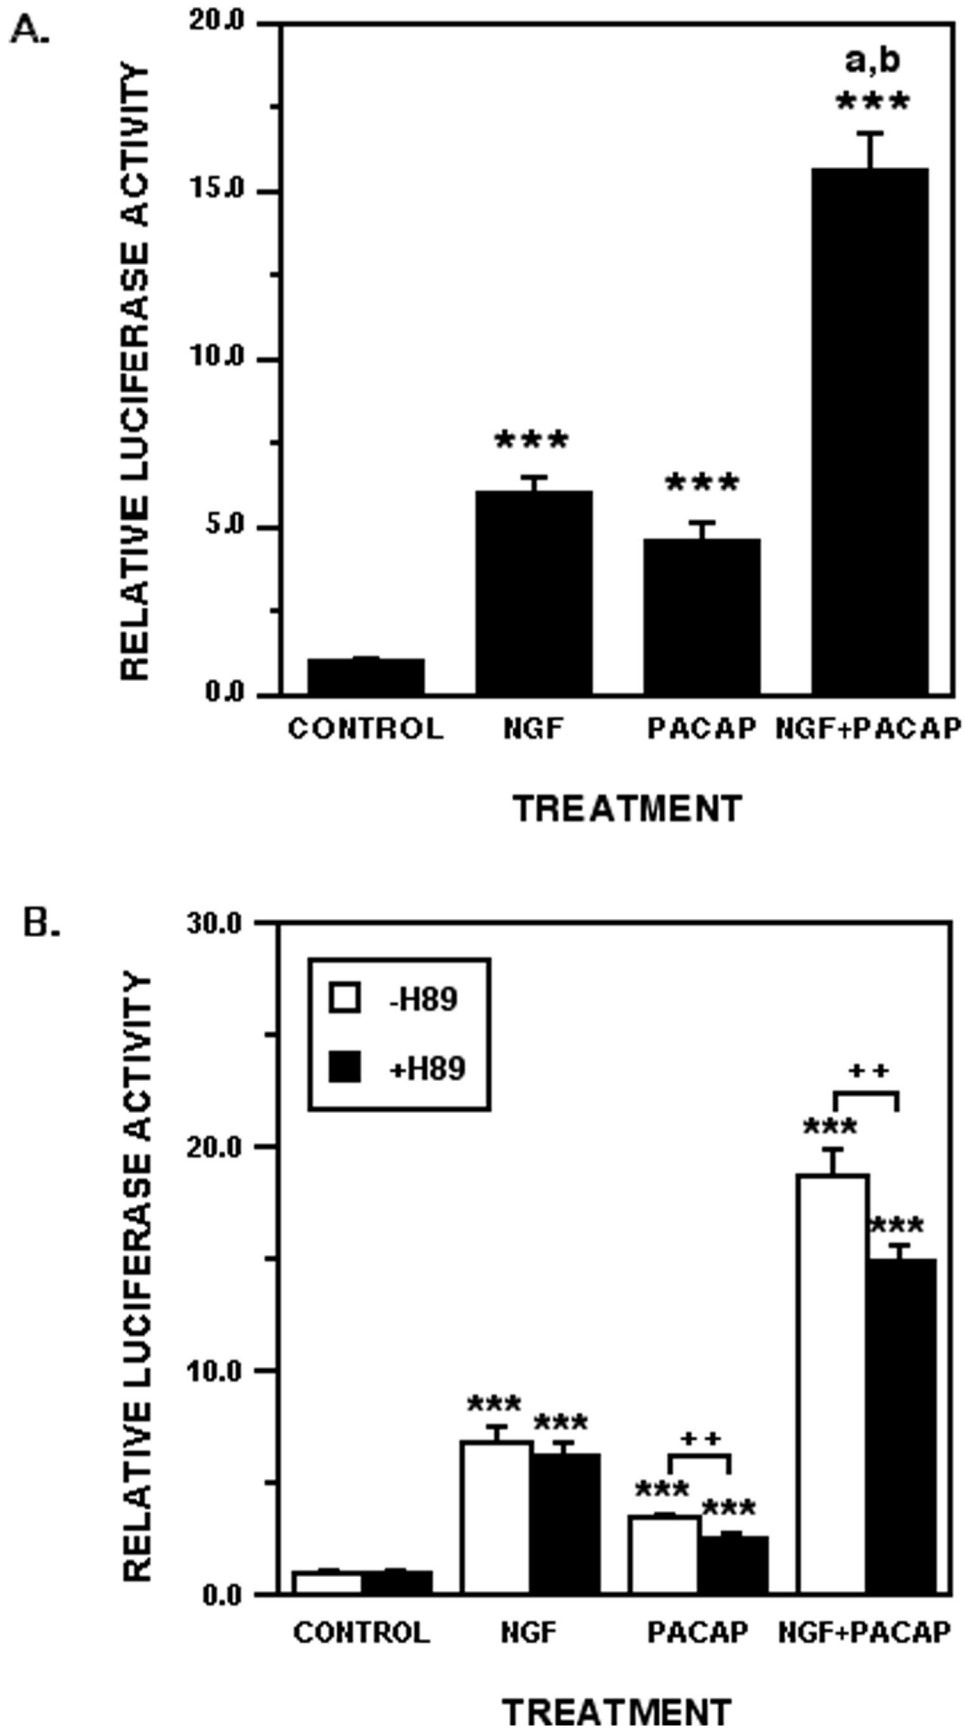 A.
RELATIVE LUCIFERASE ACTIVITY
20.0
15.0
10.0
5.0
0.0
a,b
***
***
***
CONTROL NGF PACAP NGF+PACAP
TREATMENT
B.
RELATIVE LUCIFERASE ACTIVITY
30.0
20.0
10.0
0.0
-H89
+H89
++
***
***
***
***
++
***
***
CONTROL NGF PACAP NGF+PACAP
TREATMENT